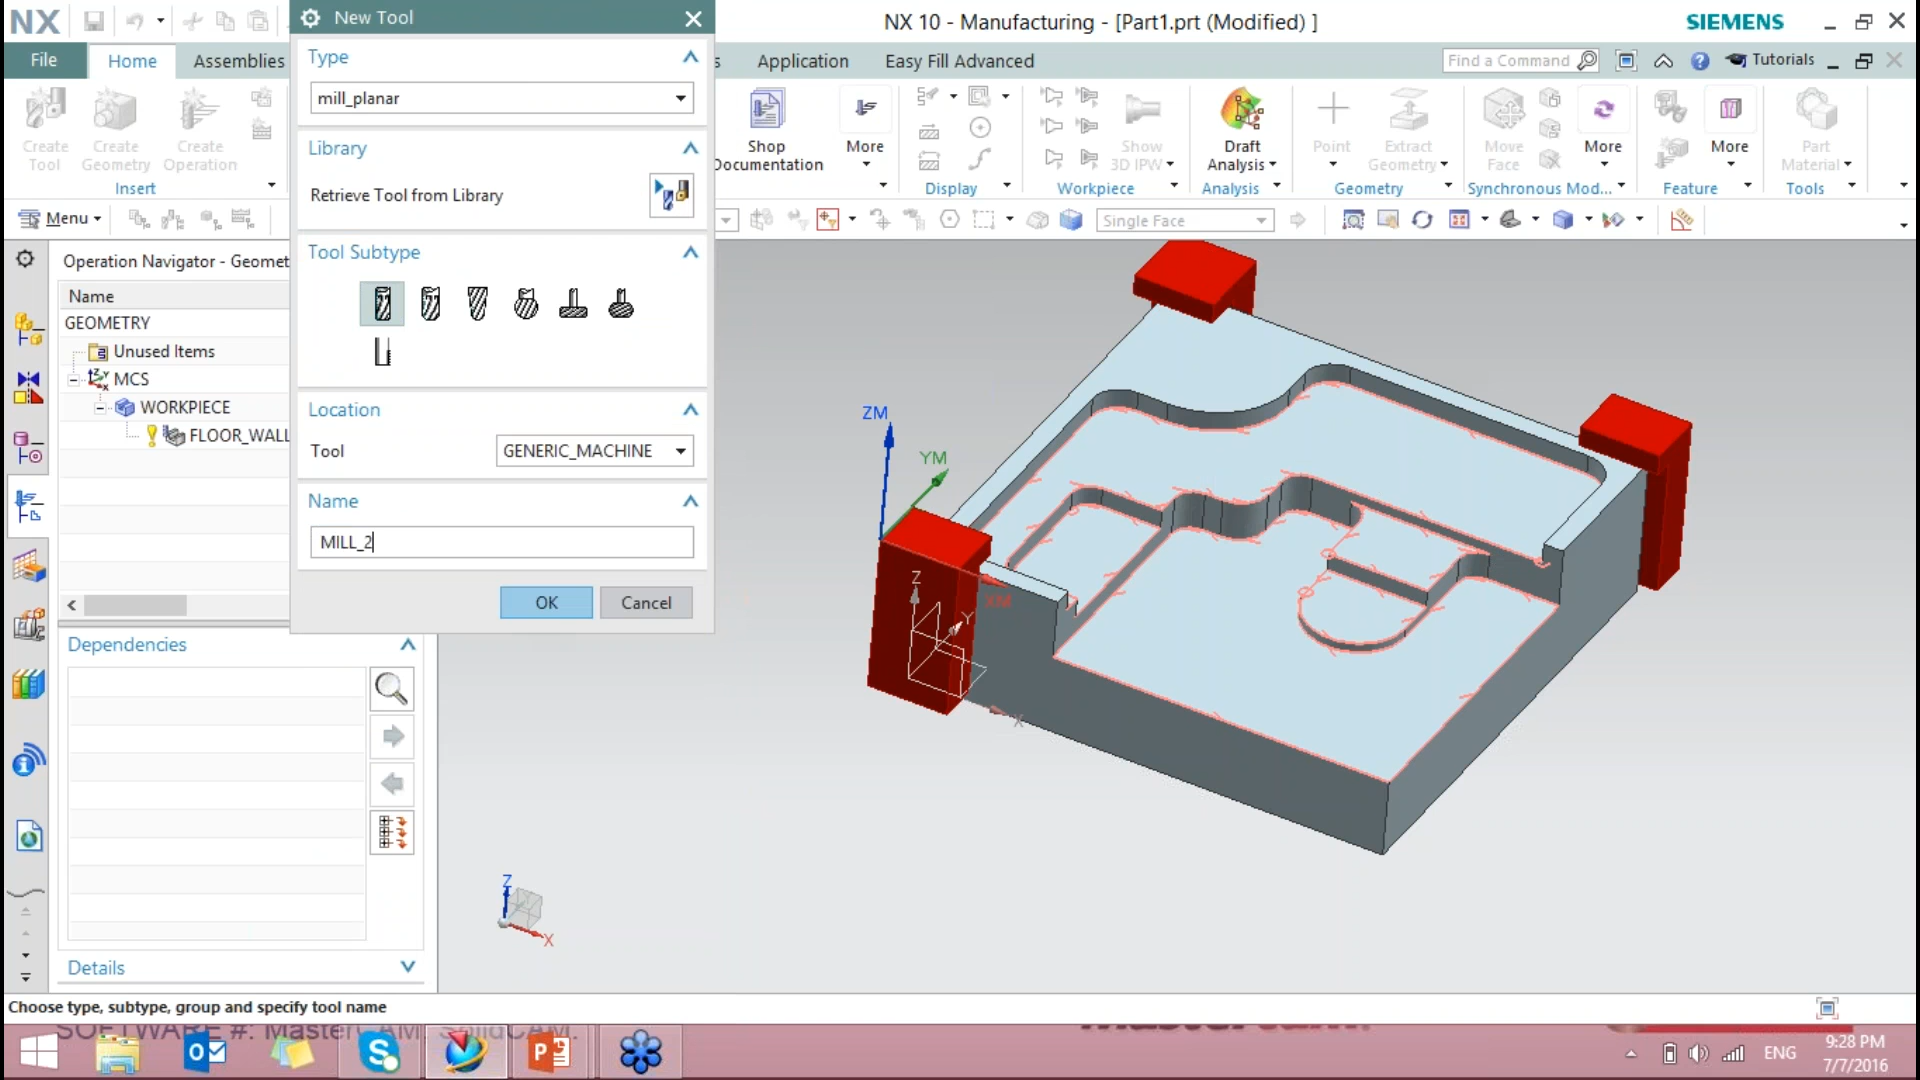 NX
New Tool
NX 10 - Manufacturing - [Part1.prt (Modified) ]
SIEMENS
File
Home
Assemblies
s
Application
Easy Fill Advanced
Find a Command
Tutorials
Create Tool
Create Geometry
Create Operation
Insert
Shop Documentation
More
Display
Show 3D IPW
Workpiece
Draft Analysis
Analysis
Point
Extract Geometry
Geometry
Move Face
More
Synchronous Mod...
More
Feature
Part Material
Tools
Menu
Single Face
Type
mill_planar
Library
Retrieve Tool from Library
Tool Subtype
Location
Tool
GENERIC_MACHINE
Name
MILL_2
OK
Cancel
Operation Navigator - Geomet
Name
GEOMETRY
Unused Items
MCS
WORKPIECE
FLOOR_WALL
Dependencies
Details
ZM
YM
XM
Z
Y
X
Z
X
Choose type, subtype, group and specify tool name
SOFTWARE #: MasterCAM, SolidCAM.
ENG
9:28 PM
7/7/2016